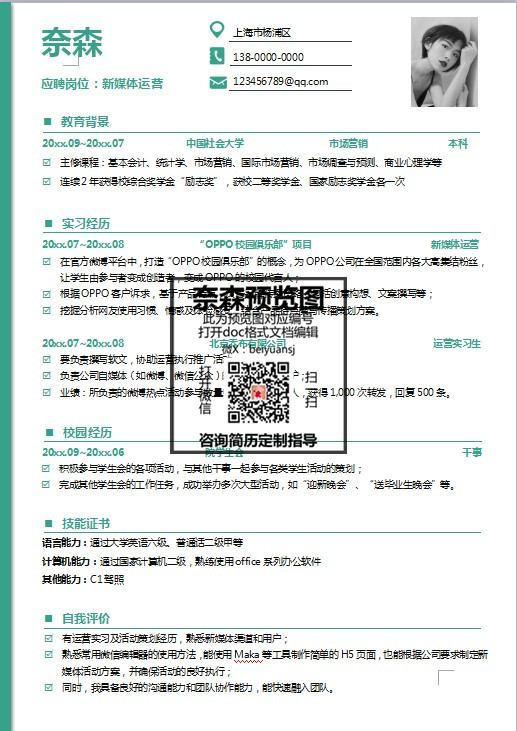 奈森
应聘岗位：新媒体运营
上海市杨浦区
138-0000-0000
123456789@qq.com
教育背景
20xx.09~20xx.07 中国社会大学 市场营销 本科
主修课程：基本会计、统计学、市场营销、国际市场营销、市场调查与预测、商业心理学等
连续2年获得校综合奖学金“励志奖”，获校二等奖学金、国家励志奖学金各一次
实习经历
20xx.07~20xx.08 “OPPO校园俱乐部”项目 新媒体运营
在官方微博平台中，打造“OPPO校园俱乐部”的概念，为OPPO公司在全国范围内各大高集结粉丝，
让学生由参与者变成创造者，变成OPPO的校园代言人；
根据OPPO客户诉求，基于产品 活创意构想、文案撰写等；
挖掘分析网友使用习惯、情感及体验感 传播策划方案。
20xx.07~20xx.08 北京 有限公司 运营实习生
要负责撰写软文，协助运营执行推广活
负责公司自媒体（如微博、微信公众 户；
业绩：所负责的微博热点活动参与数量 人，获得1,000次转发，回复500条。
奈森预览图
此为预览图对应编号
打开doc格式文档编辑
微X：beiyuansj
打开微信
扫扫
咨询简历定制指导
校园经历
20xx.09~20xx.06 院学生会 干事
积极参与学生会的各项活动，与其他干事一起参与各类学生活动的策划；
完成其他学生会的工作任务，成功举办多次大型活动，如“迎新晚会”、“送毕业生晚会”等。
技能证书
语言能力：通过大学英语六级、普通话二级甲等
计算机能力：通过国家计算机二级，熟练使用office系列办公软件
其他能力：C1驾照
自我评价
有运营实习及活动策划经历，熟悉新媒体渠道和用户；
熟悉常用微信编辑器的使用方法，能使用Maka等工具制作简单的H5页面，也能根据公司要求制定新
媒体活动方案，并确保活动的良好执行；
同时，我具备良好的沟通能力和团队协作能力，能快速融入团队。